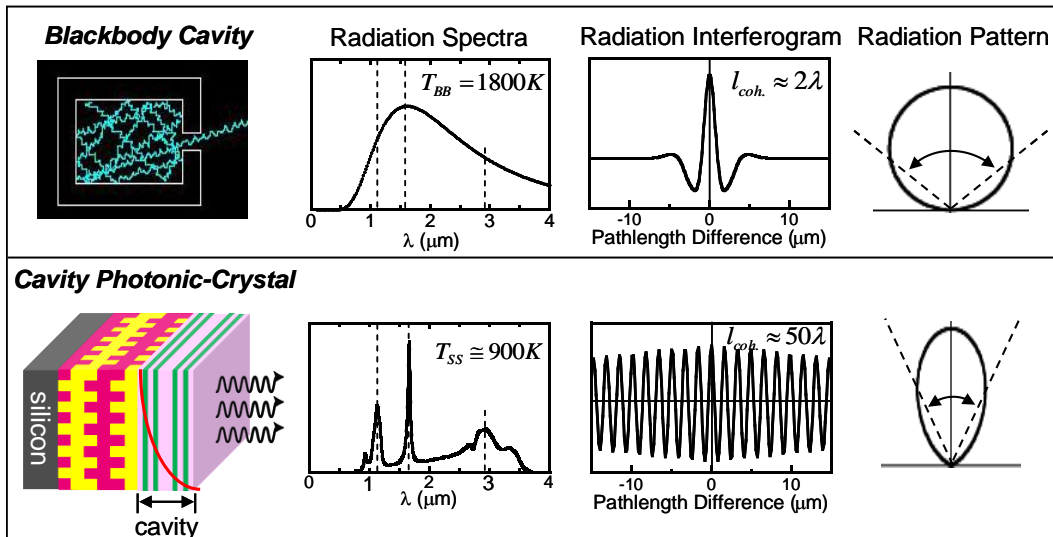 Blackbody Cavity
Radiation Spectra
Radiation Interferogram
Radiation Pattern
T_BB = 1800K
l_coh. ≈ 2λ
0 1 2 3 4
λ (μm)
-10 0 10
Pathlength Difference (μm)
Cavity Photonic-Crystal
silicon
cavity
T_SS ≅ 900K
l_coh. ≈ 50λ
0 1 2 3 4
λ (μm)
-10 0 10
Pathlength Difference (μm)